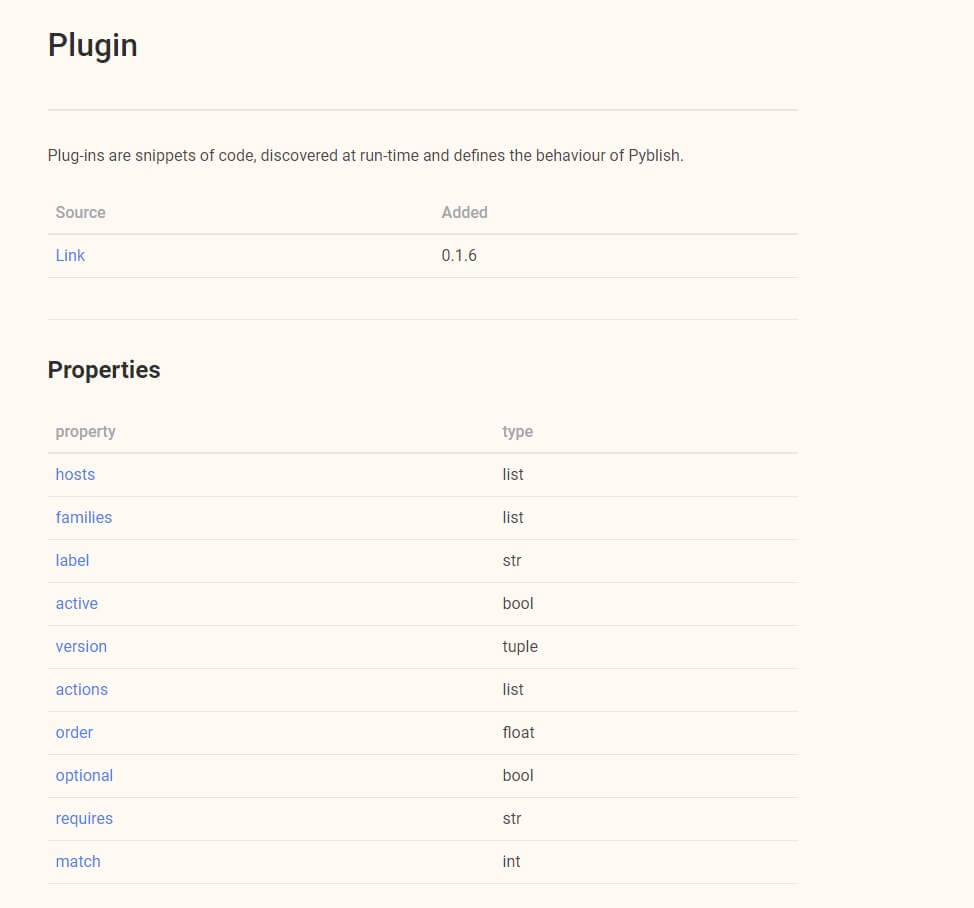 Plugin
Plug-ins are snippets of code, discovered at run-time and defines the behaviour of Pyblish.
Source Added
Link 0.1.6
Properties
property type
hosts list
families list
label str
active bool
version tuple
actions list
order float
optional bool
requires str
match int